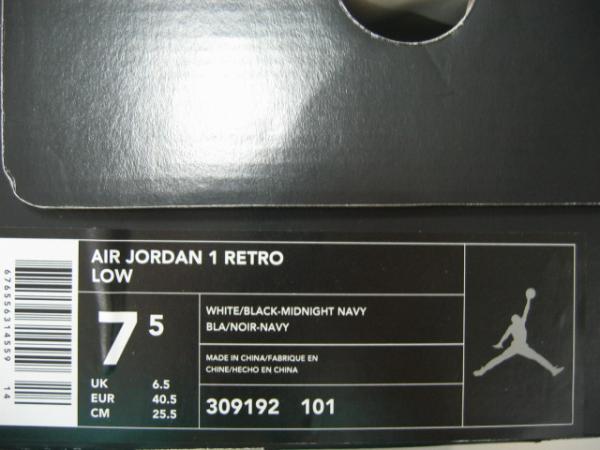 AIR JORDAN 1 RETRO
LOW
7 5
WHITE/BLACK-MIDNIGHT NAVY
BLA/NOIR-NAVY
MADE IN CHINA/FABRIQUE EN
CHINE/HECHO EN CHINA
UK 6.5
EUR 40.5
CM 25.5
309192 101
676556314559 14